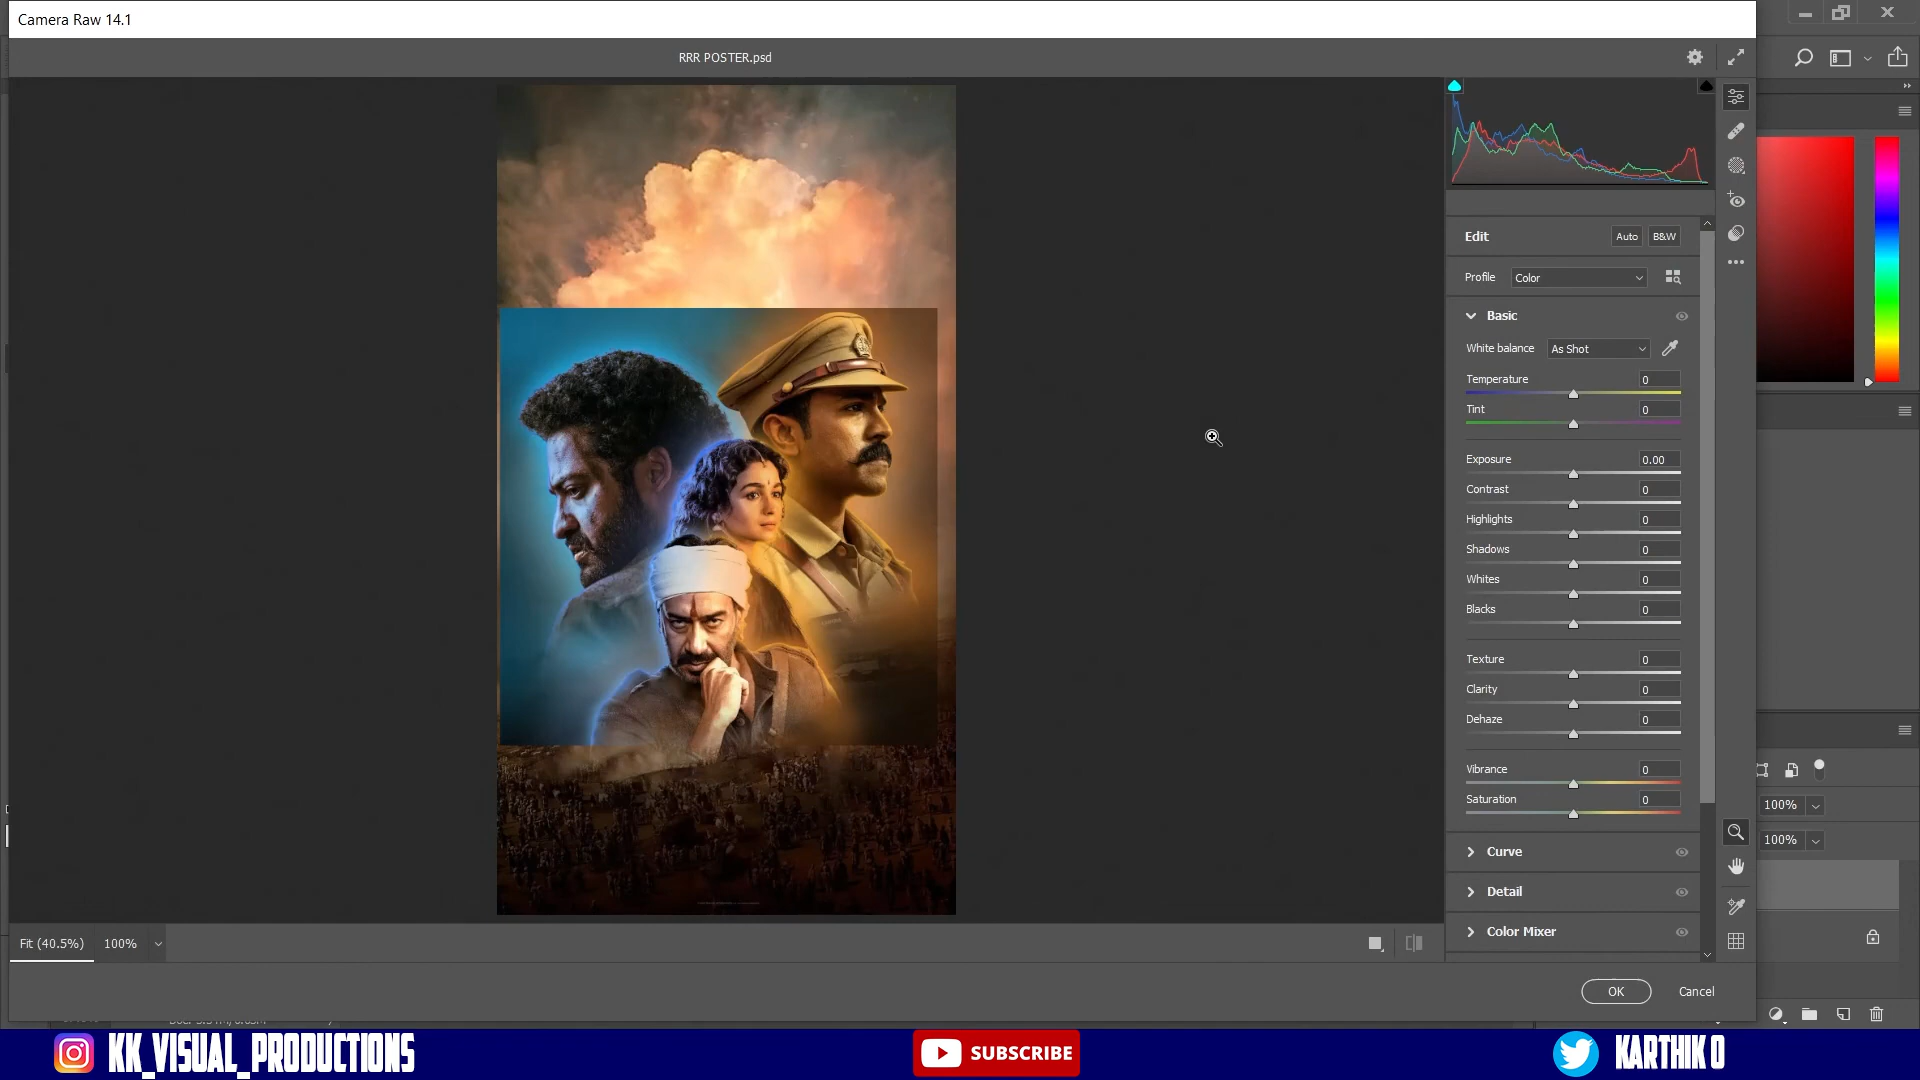 Camera Raw 14.1
RRR POSTER.psd
Edit
Auto
B&W
Profile
Color
Basic
White balance
As Shot
Temperature
0
Tint
0
Exposure
0.00
Contrast
0
Highlights
0
Shadows
0
Whites
0
Blacks
0
Texture
0
Clarity
0
Dehaze
0
Vibrance
0
Saturation
0
Curve
Detail
Color Mixer
100%
100%
Fit (40.5%)
100%
OK
Cancel
KK_VISUAL_PRODUCTIONS
SUBSCRIBE
KARTHIK O